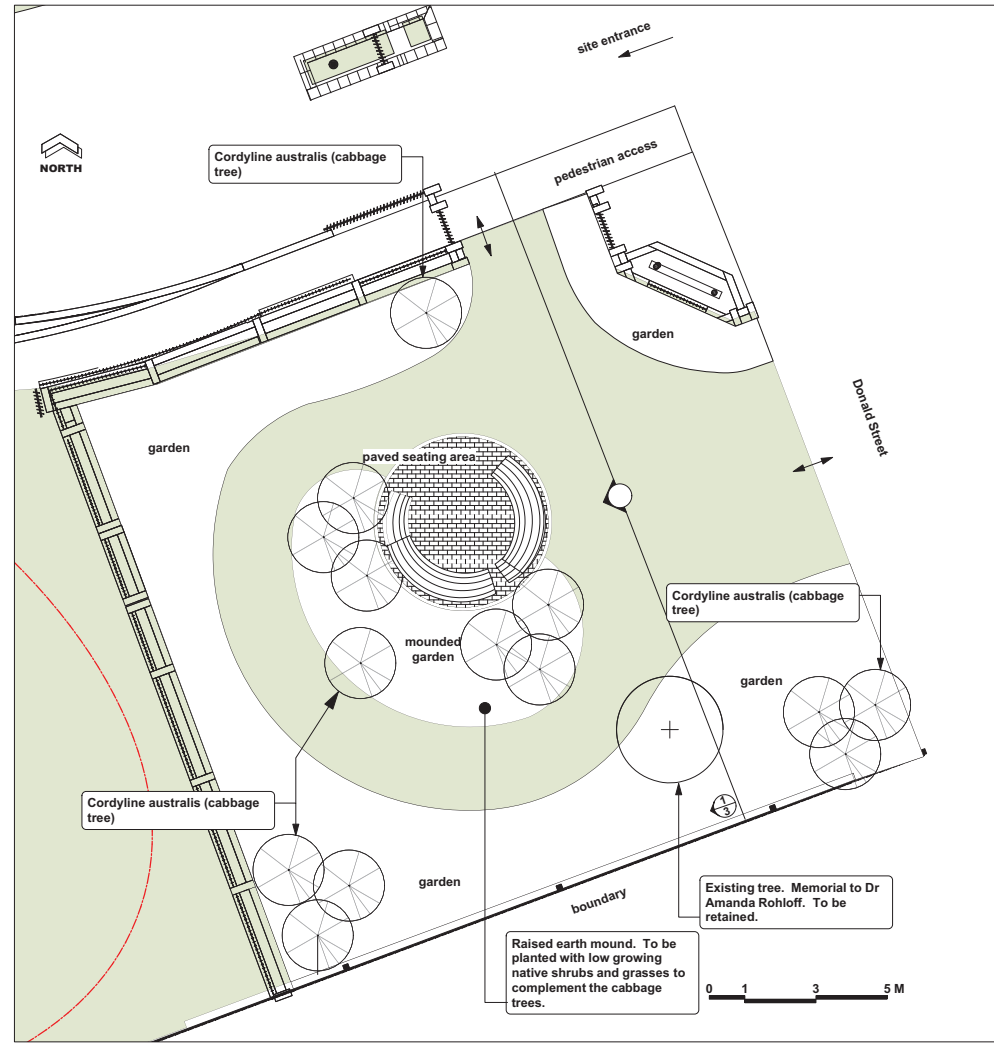 site entrance
NORTH
Cordyline australis (cabbage
tree)
pedestrian access
garden
Donald Street
garden
paved seating area
Cordyline australis (cabbage
tree)
mounded
garden
garden
Cordyline australis (cabbage
tree)
1
3
garden
boundary
Existing tree. Memorial to Dr
Amanda Rohloff. To be
retained.
Raised earth mound. To be
planted with low growing
native shrubs and grasses to
complement the cabbage
trees.
0 1 3 5 M